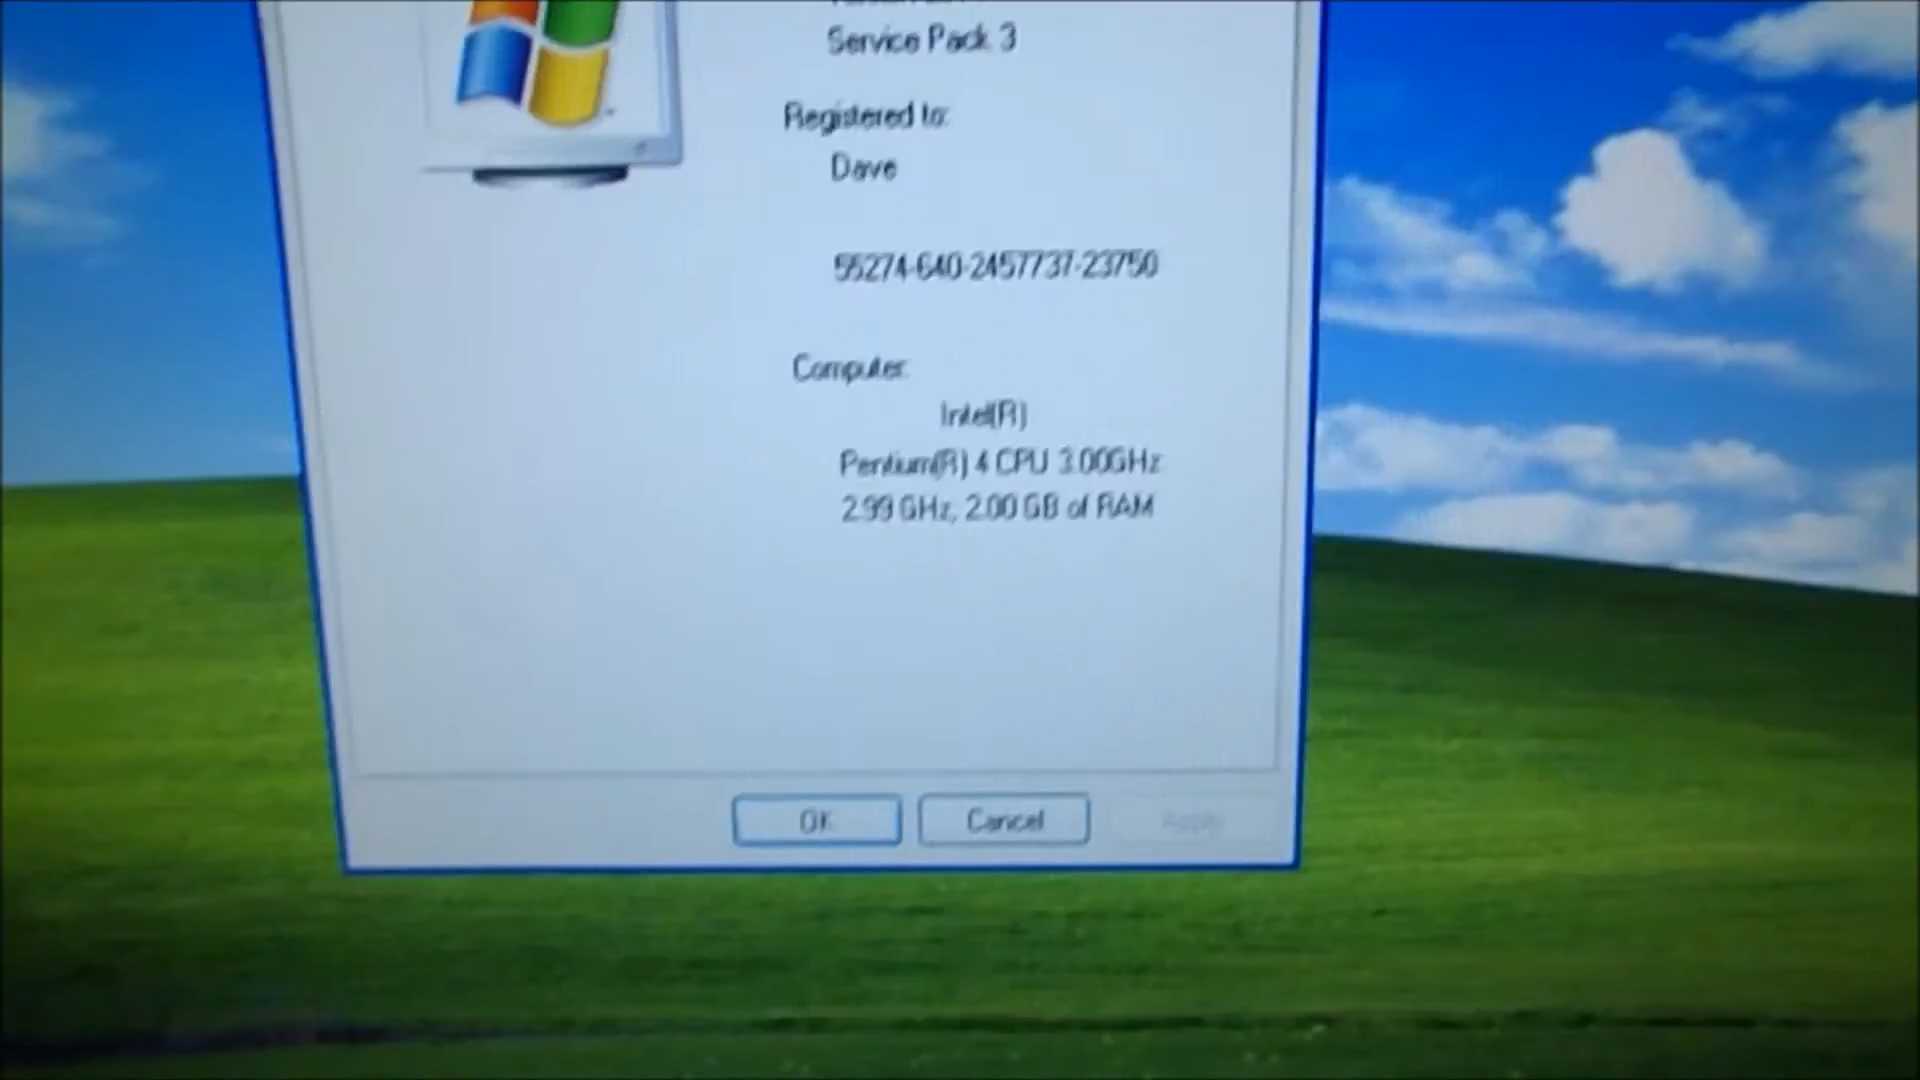 Service Pack 3
Registered to:
Dave
55274-640-2457737-23750
Computer:
Intel(R)
Pentium(R) 4 CPU 3.00GHz
2.99 GHz, 2.00 GB of RAM
OK
Cancel
Apply